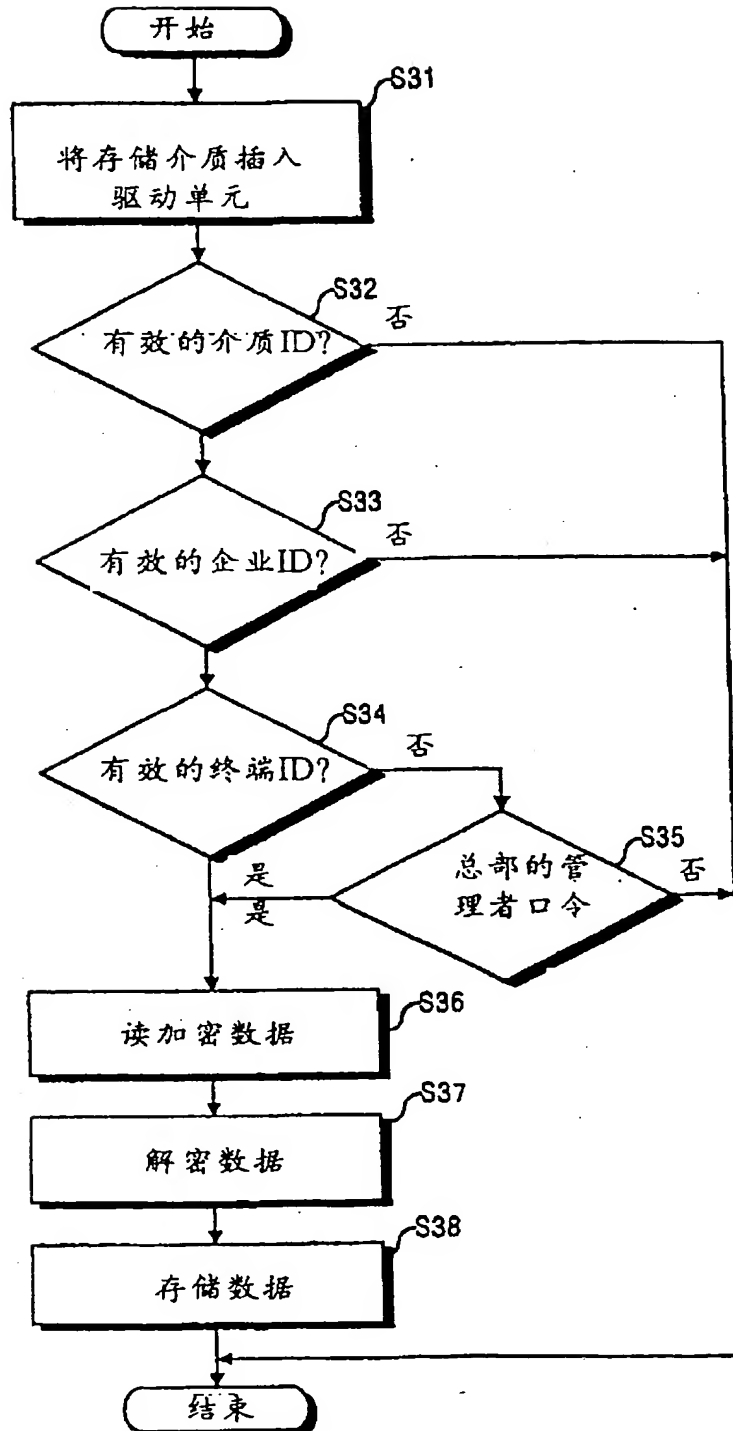 开始
S31
将存储介质插入
驱动单元
S32
否
有效的介质ID?
S33
否
有效的企业ID?
S34
否
有效的终端ID?
S35
总部的管
理者口令
否
是
是
S36
读加密数据
S37
解密数据
S38
存储数据
结束